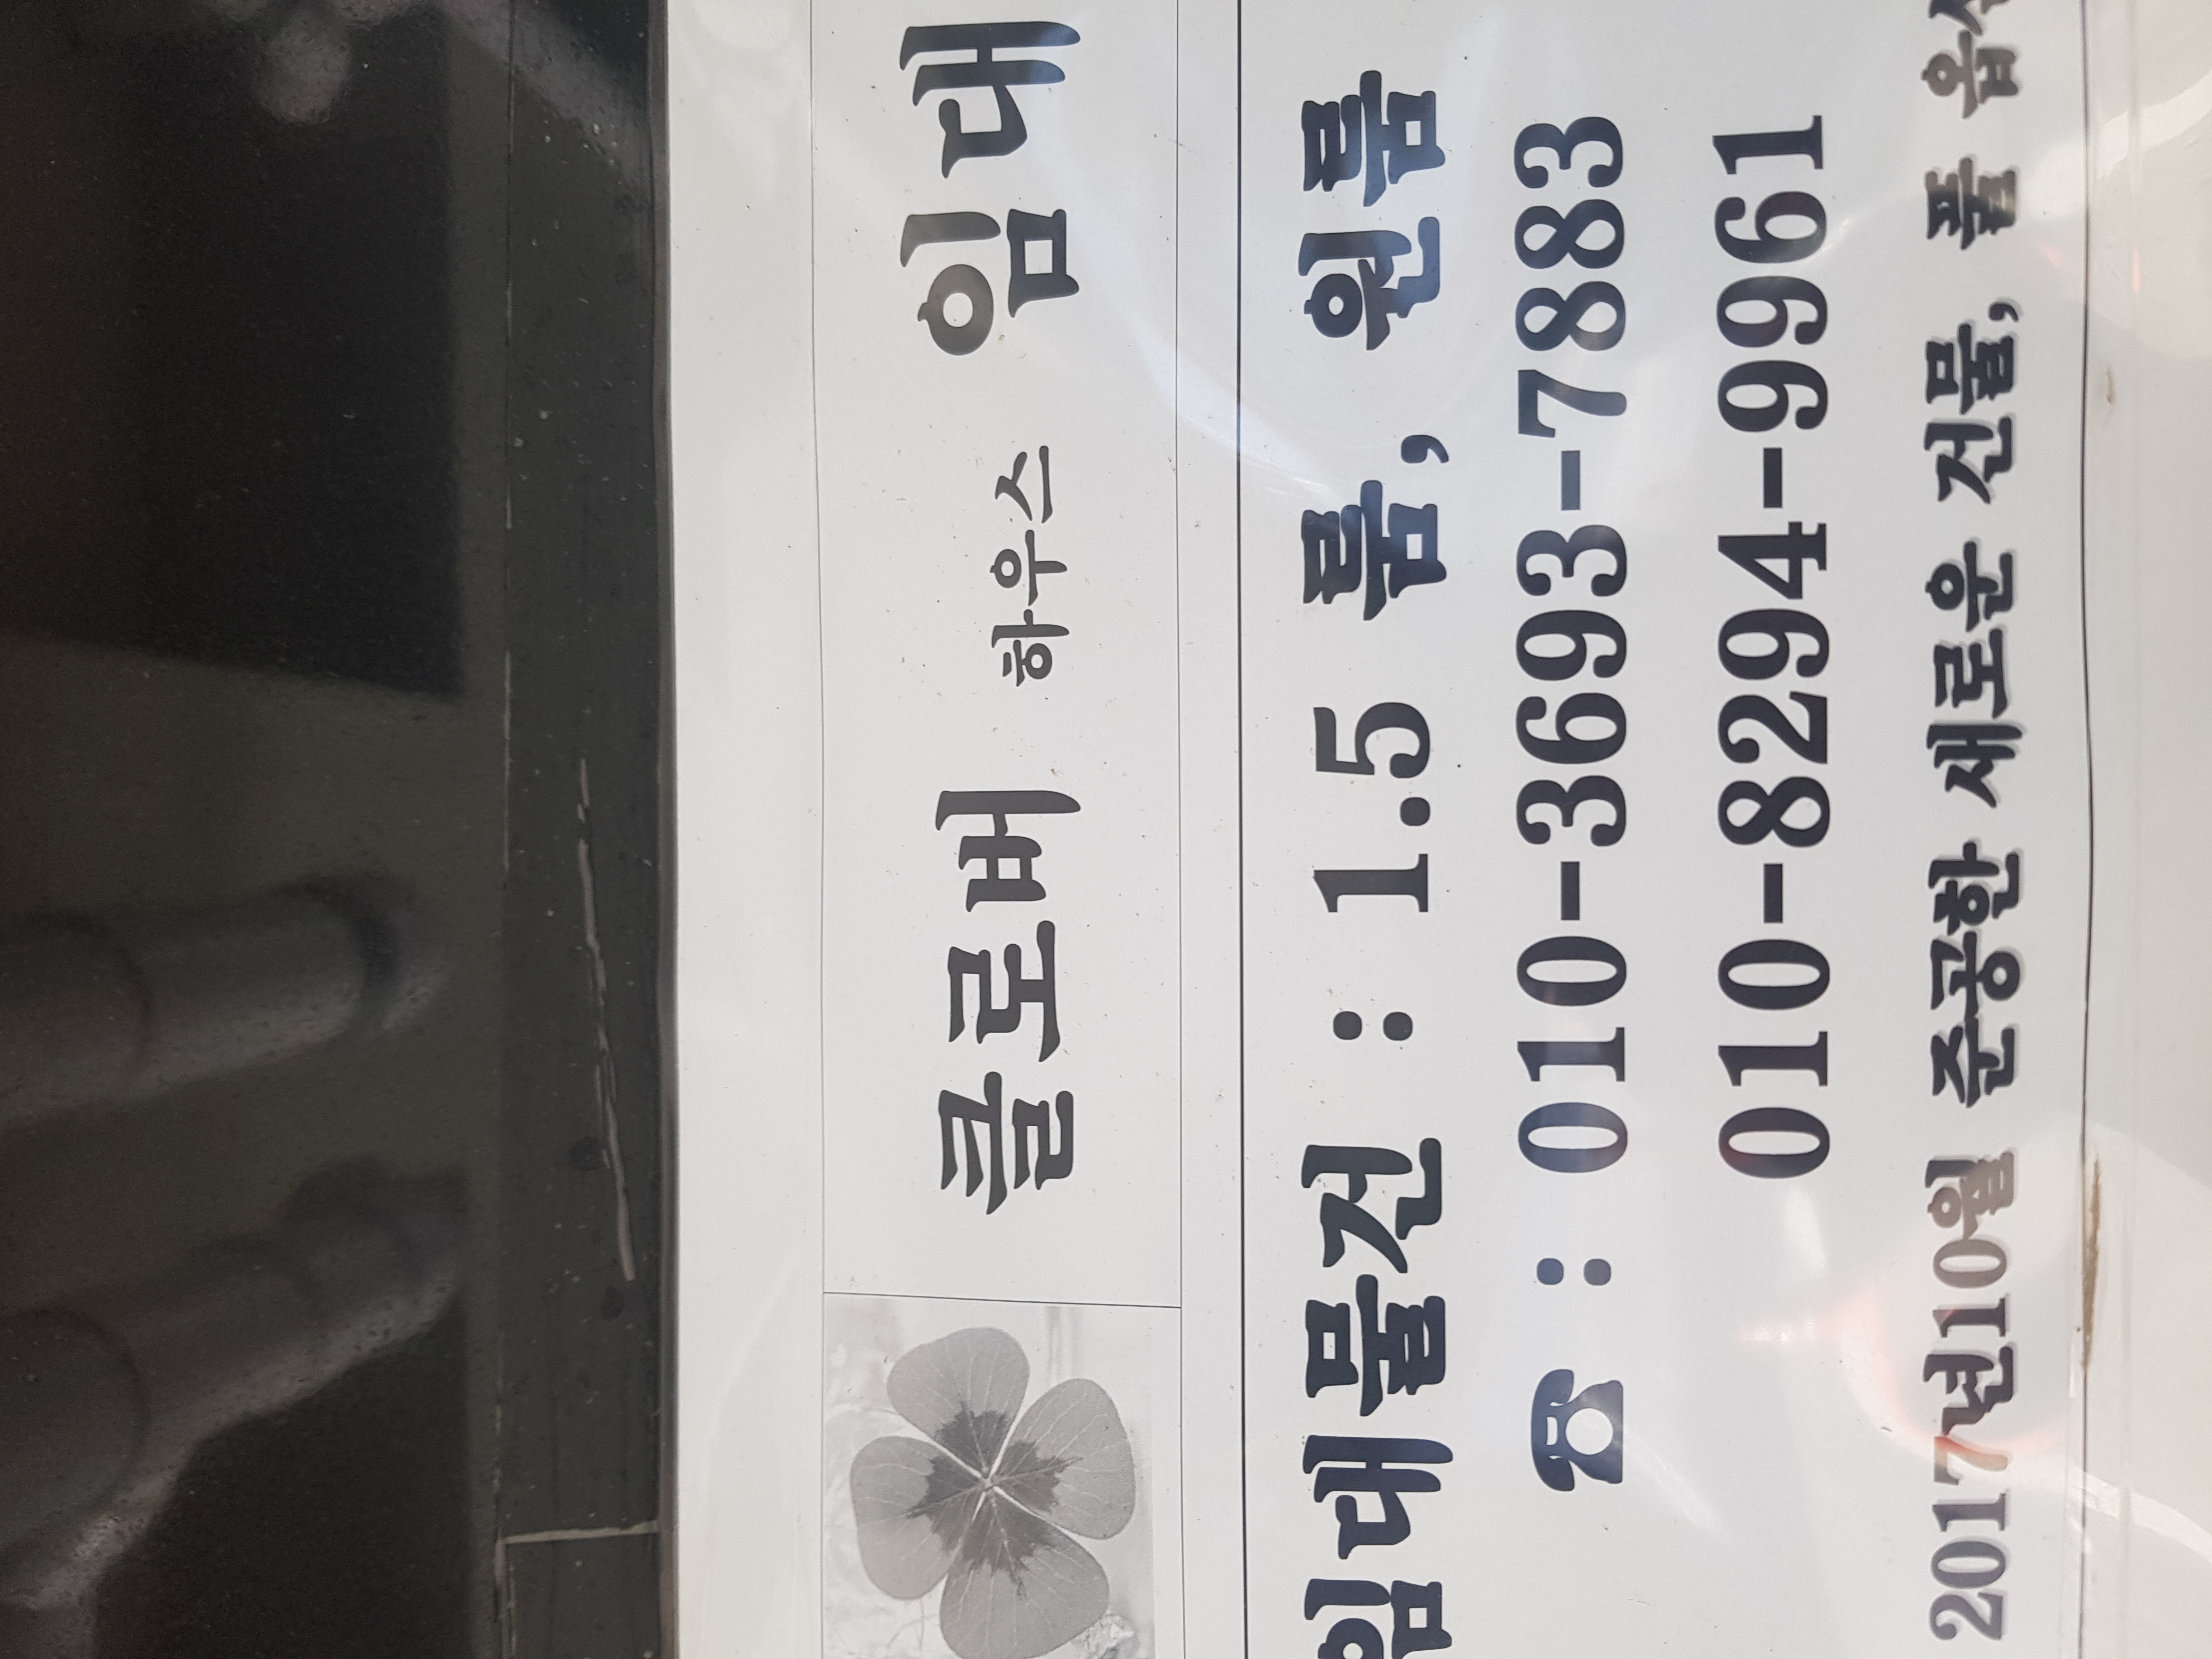 클로버 하우스 임대
임대물건 : 1.5 룸, 원룸
☎ : 010-3693-7883
010-8294-9961
2017년10월 준공한 새로운 건물, 풀 옵